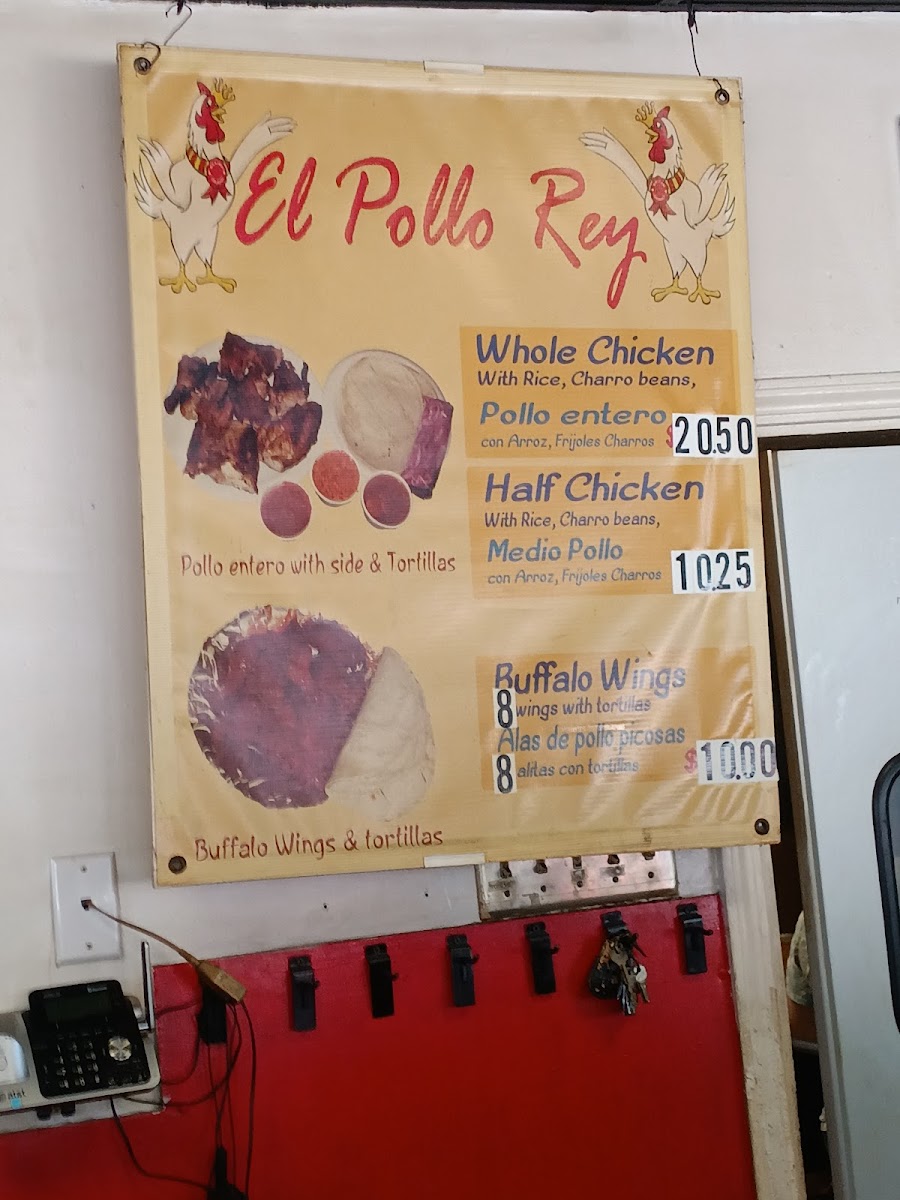 El Pollo Rey
Whole Chicken
With Rice, Charro beans,
Pollo entero
con Arroz, Frijoles Charros $20.50
Half Chicken
With Rice, Charro beans,
Medio Pollo
con Arroz, Frijoles Charros 10.25
Pollo entero with side & Tortillas
Buffalo Wings
8 wings with tortillas
Alas de pollo picosas
8 alitas con tortillas $10.00
Buffalo Wings & tortillas
at&t